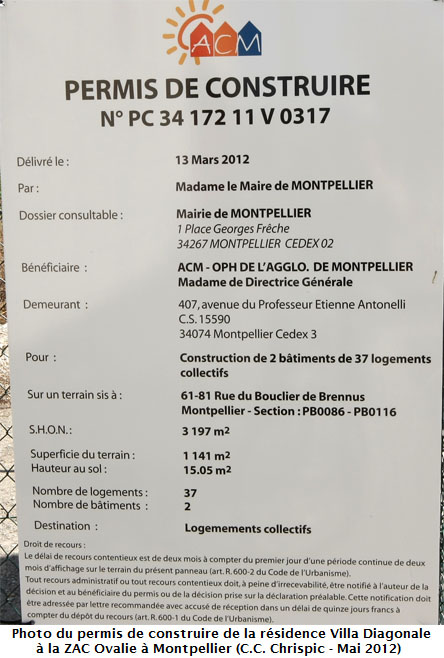 ACM
PERMIS DE CONSTRUIRE
N° PC 34 172 11 V 0317
Délivré le : 13 Mars 2012
Par : Madame le Maire de MONTPELLIER
Dossier consultable : Mairie de MONTPELLIER
1 Place Georges Frêche
34267 MONTPELLIER CEDEX 02
Bénéficiaire : ACM - OPH DE L'AGGLO. DE MONTPELLIER
Madame de Directrice Générale
Demeurant : 407, avenue du Professeur Etienne Antonelli
C.S. 15590
34074 Montpellier Cedex 3
Pour : Construction de 2 bâtiments de 37 logements
collectifs
Sur un terrain sis à : 61-81 Rue du Bouclier de Brennus
Montpellier - Section : PB0086 - PB0116
S.H.O.N. : 3 197 m2
Superficie du terrain : 1 141 m2
Hauteur au sol : 15.05 m2
Nombre de logements : 37
Nombre de bâtiments : 2
Destination : Logemements collectifs
Droit de recours :
Le délai de recours contentieux est de deux mois à compter du premier jour d'une période continue de deux
mois d'affichage sur le terrain du présent panneau (art. R.600-2 du Code de l'Urbanisme).
Tout recours administratif ou tout recours contentieux doit, à peine d'irrecevabilité, être notifié à l'auteur de la
décision et au bénéficiaire du permis ou de la décision prise sur la déclaration préalable. Cette notification doit
être adressée par lettre recommandée avec accusé de réception dans un délai de quinze jours francs à
compter du dépôt du recours (art. R.600-1 du Code de l'Urbanisme).
Photo du permis de construire de la résidence Villa Diagonale
à la ZAC Ovalie à Montpellier (C.C. Chrispic - Mai 2012)